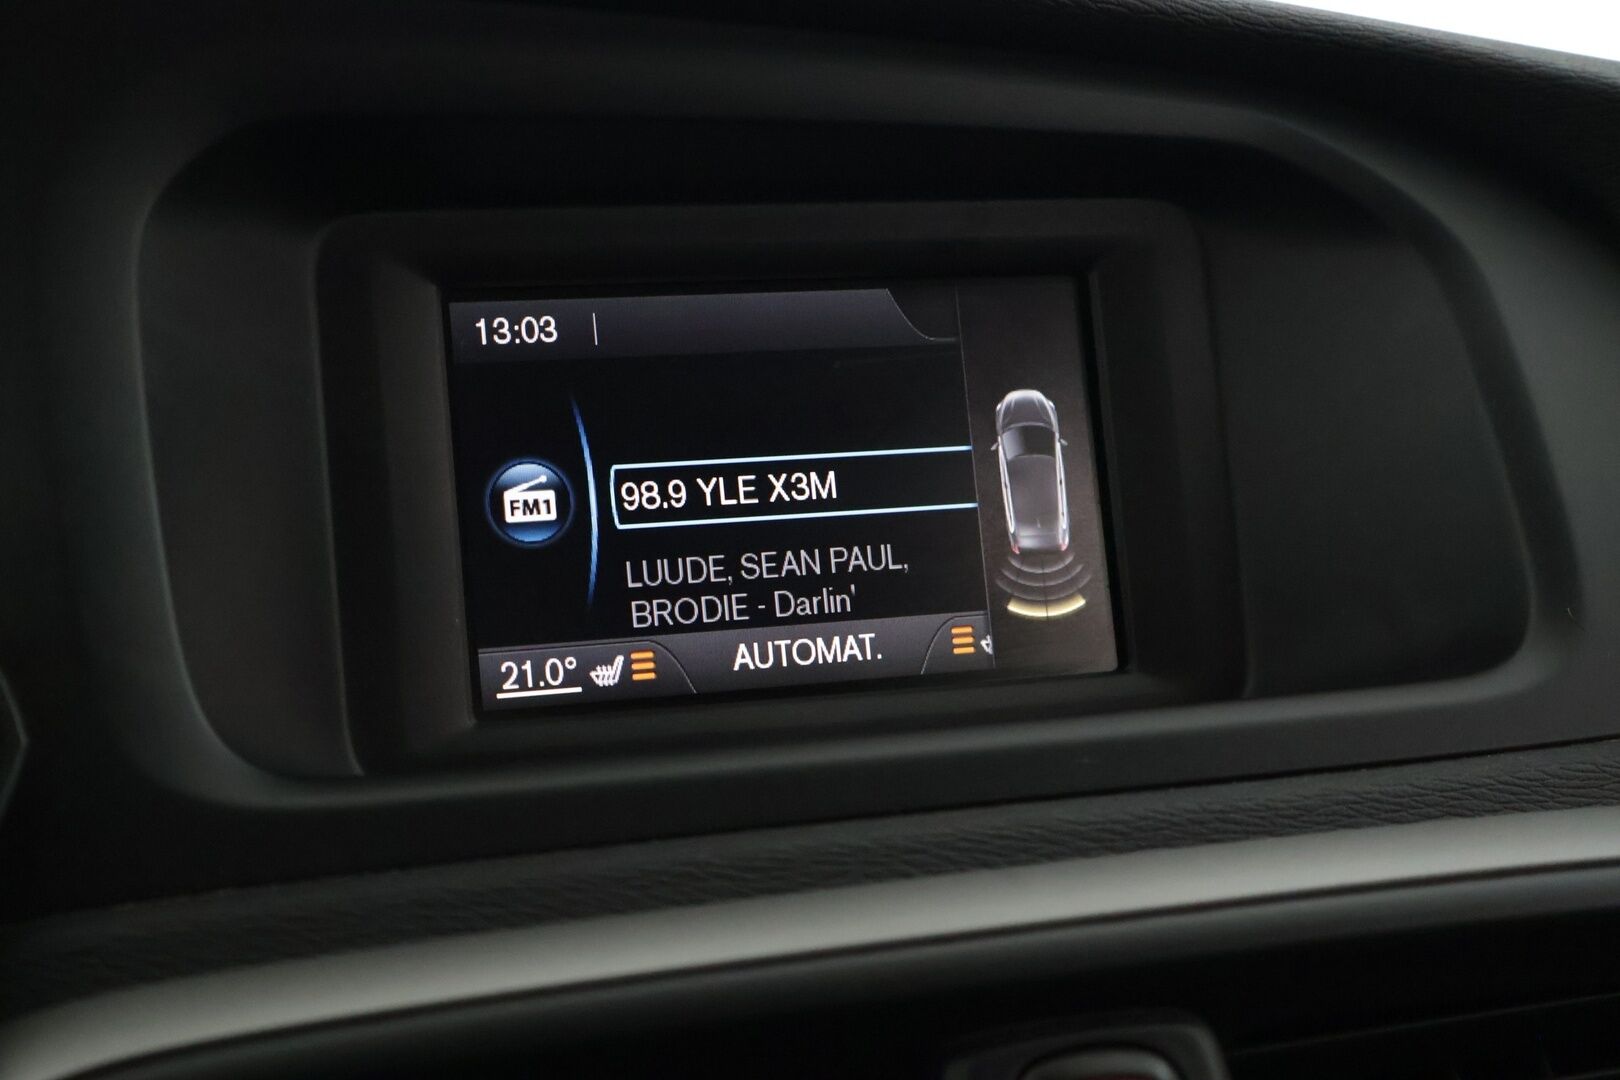 13:03
FM1
98.9 YLE X3M
LUUDE, SEAN PAUL,
BRODIE - Darlin'
21.0°
AUTOMAT.